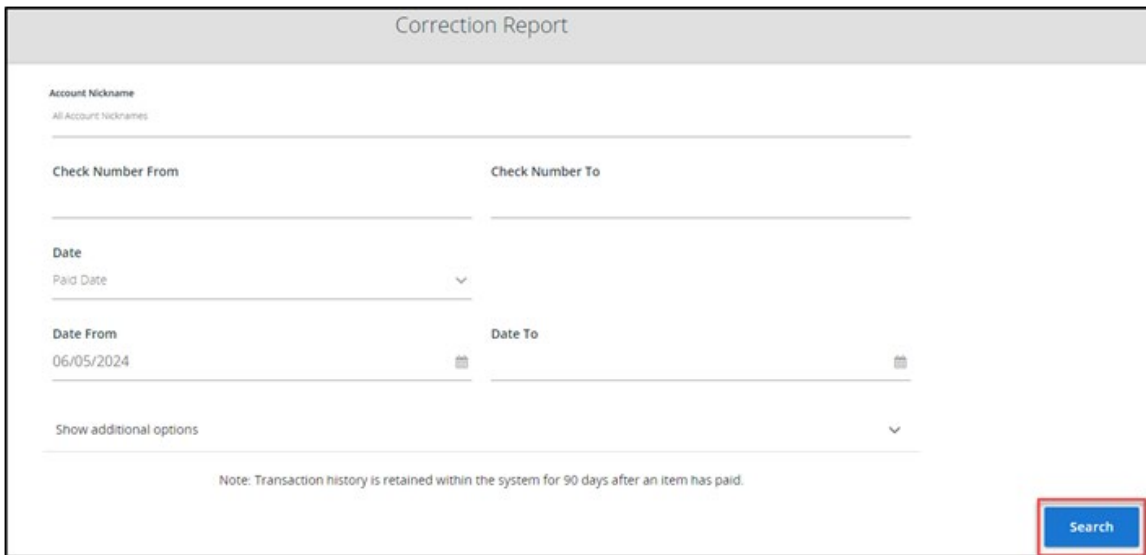 Correction Report
Account Nickname
All Account Nicknames
Check Number From
Check Number To
Date
Paid Date
Date From
Date To
06/05/2024
Show additional options
Note: Transaction history is retained within the system for 90 days after an item has paid.
Search